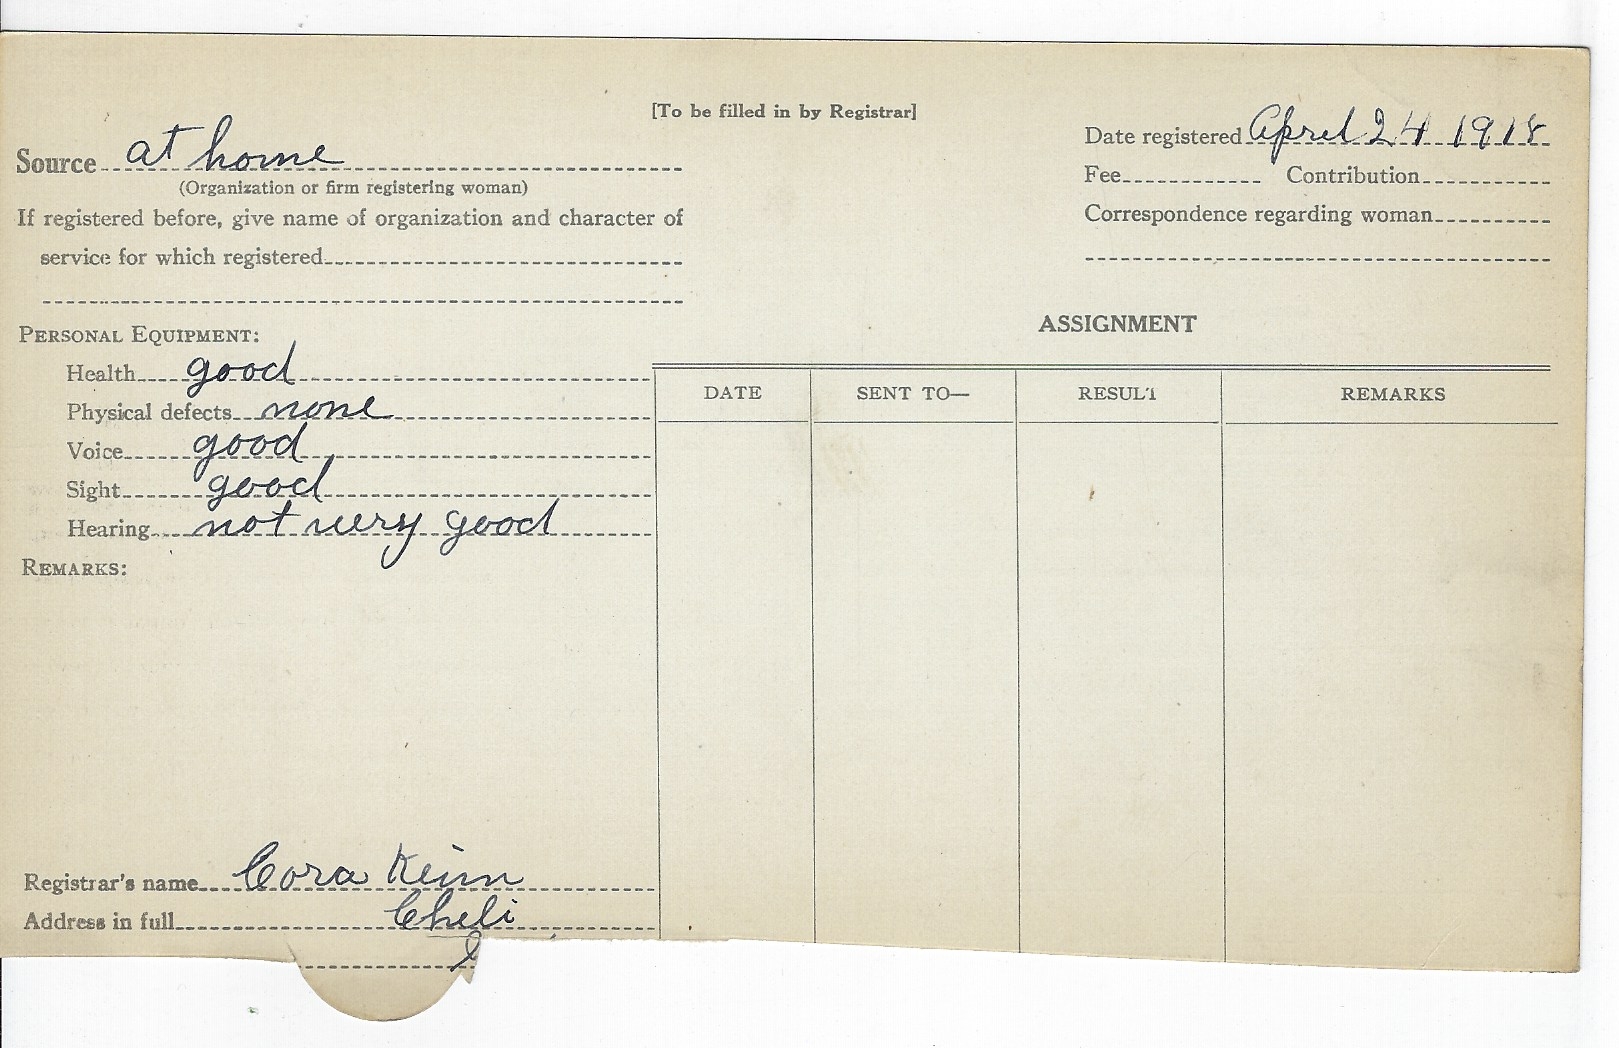 [To be filled in by Registrar]
Source at home
(Organization or firm registering woman)
If registered before, give name of organization and character of
service for which registered
Date registered April 24 1918
Fee Contribution
Correspondence regarding woman
PERSONAL EQUIPMENT:
Health good
Physical defects none
Voice good
Sight good
Hearing not very good
REMARKS:
ASSIGNMENT
DATE SENT TO— RESULT REMARKS
Registrar's name Cora Keim
Address in full Cheli